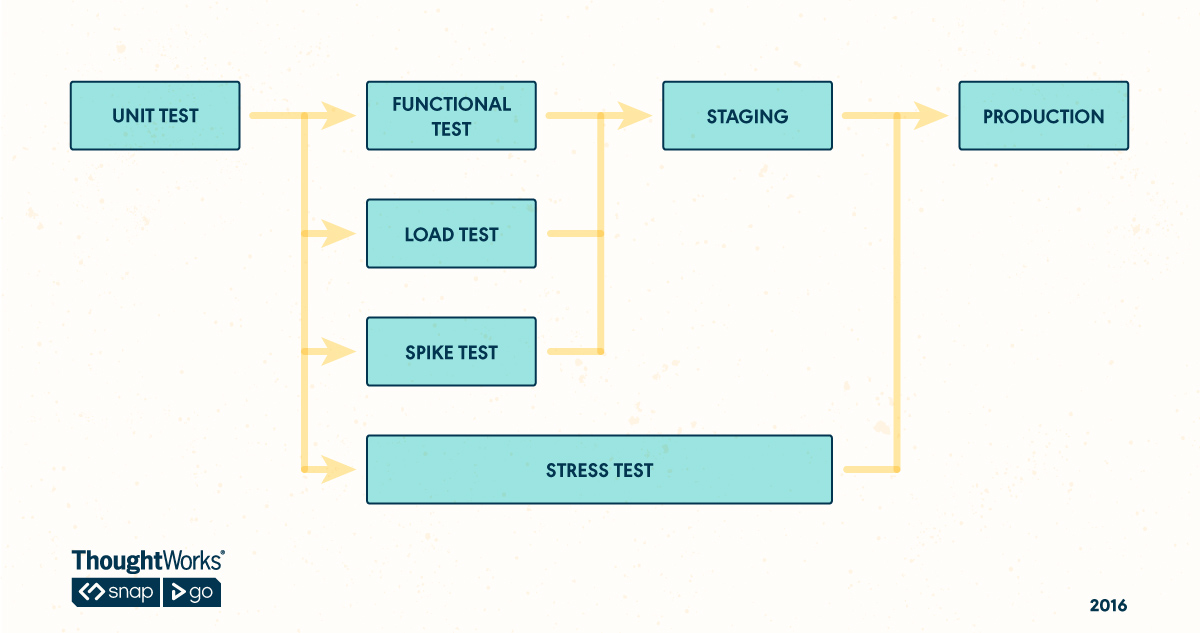 UNIT TEST
FUNCTIONAL
TEST
STAGING
PRODUCTION
LOAD TEST
SPIKE TEST
STRESS TEST
ThoughtWorks®
snap go
2016